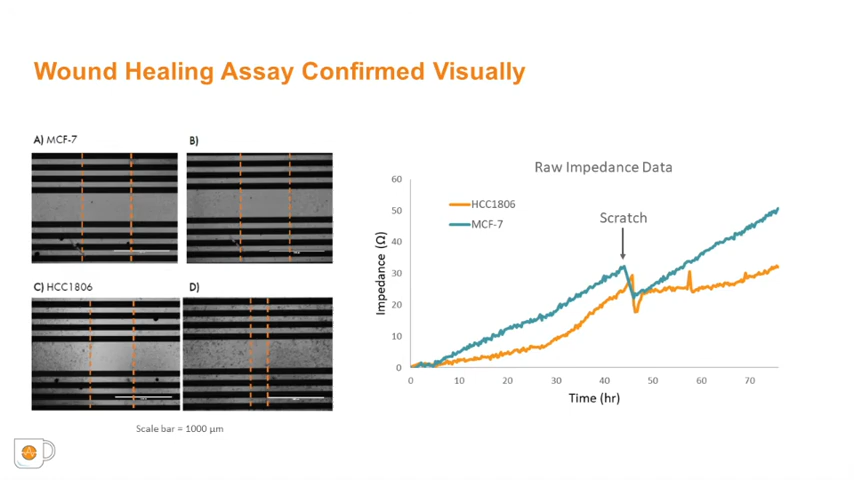 Wound Healing Assay Confirmed Visually
A) MCF-7
B)
C) HCC1806
D)
Scale bar = 1000 µm
Raw Impedance Data
HCC1806
MCF-7
Scratch
Impedance (Ω)
60
50
40
30
20
10
0
0 10 20 30 40 50 60 70
Time (hr)